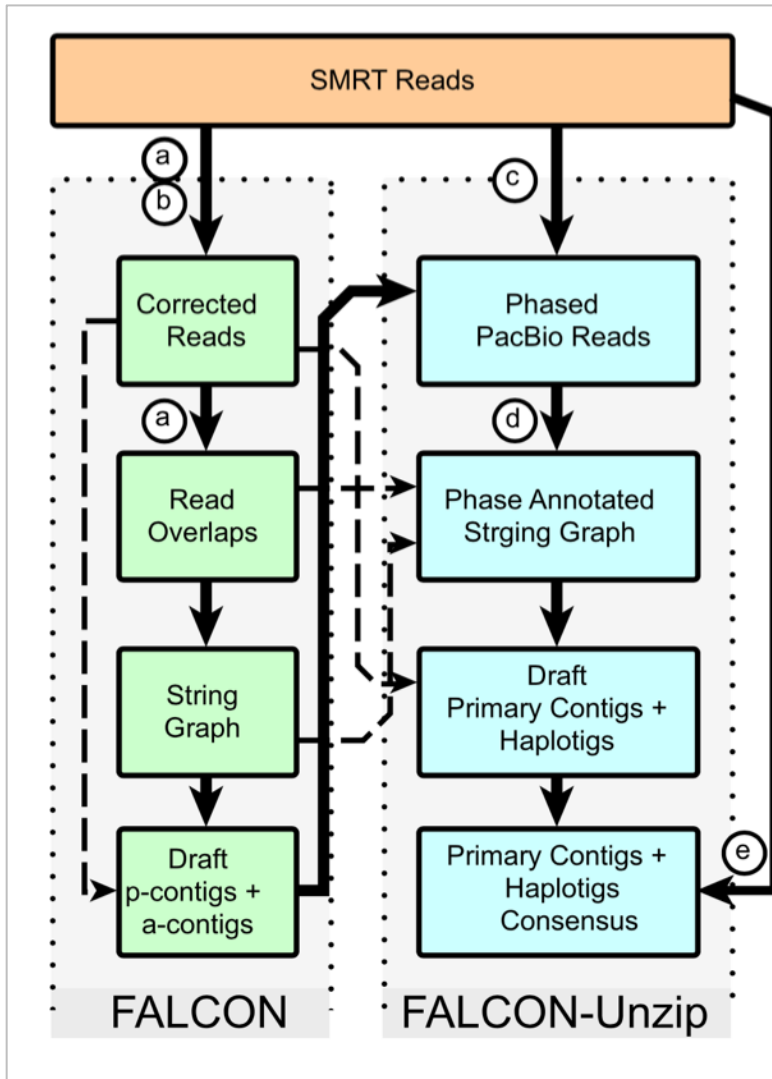 SMRT Reads
a
b
c
Corrected
Reads
Phased
PacBio Reads
a
d
Read
Overlaps
Phase Annotated
Strging Graph
String
Graph
Draft
Primary Contigs +
Haplotigs
Draft
p-contigs +
a-contigs
Primary Contigs +
Haplotigs
Consensus
e
FALCON
FALCON-Unzip